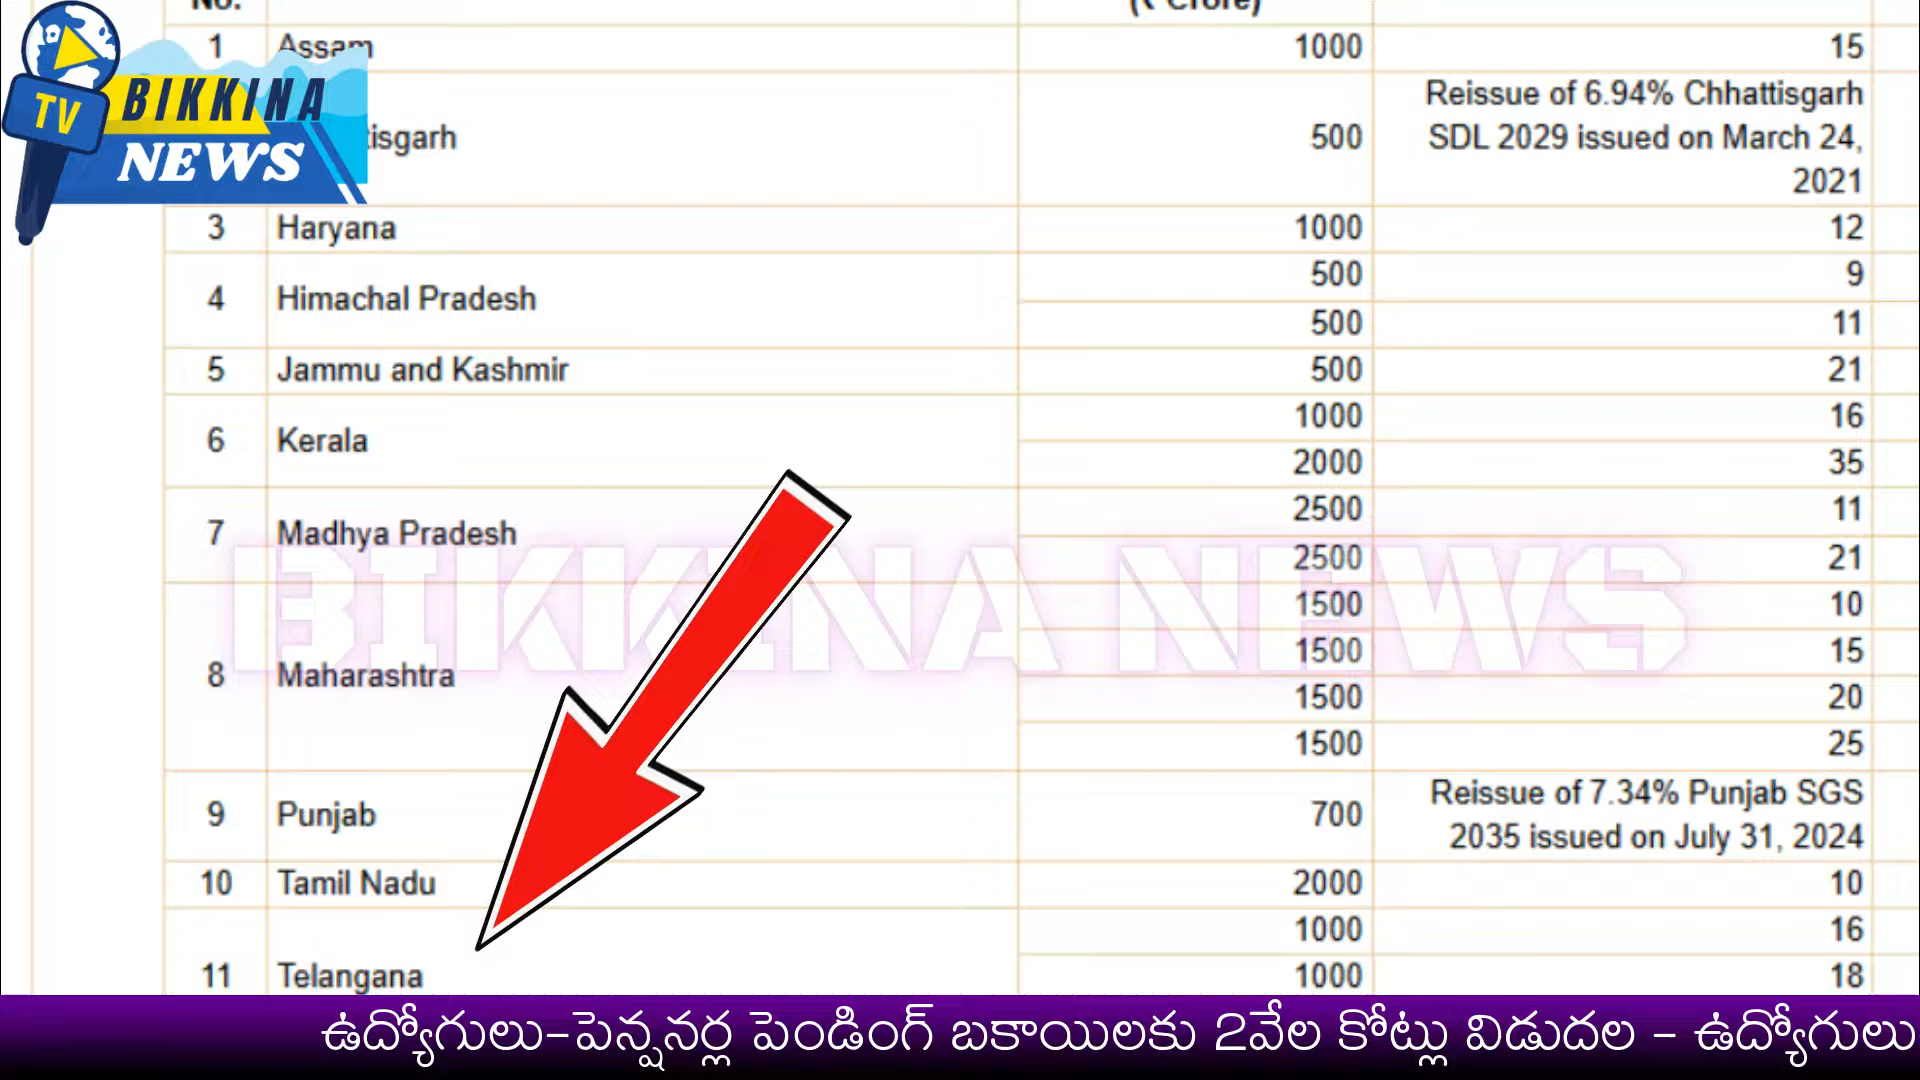 No. (₹ Crore)
1 Assam 1000 15
tisgarh 500 Reissue of 6.94% Chhattisgarh
SDL 2029 issued on March 24,
2021
3 Haryana 1000 12
4 Himachal Pradesh 500 9
500 11
5 Jammu and Kashmir 500 21
6 Kerala 1000 16
2000 35
7 Madhya Pradesh 2500 11
2500 21
8 Maharashtra 1500 10
1500 15
1500 20
1500 25
9 Punjab 700 Reissue of 7.34% Punjab SGS
2035 issued on July 31, 2024
10 Tamil Nadu 2000 10
11 Telangana 1000 16
1000 18
TV BIKKINA
NEWS
BIKKINA NEWS
ఉద్యోగులు-పెన్షనర్ల పెండింగ్ బకాయిలకు 2వేల కోట్లు విడుదల - ఉద్యోగులు